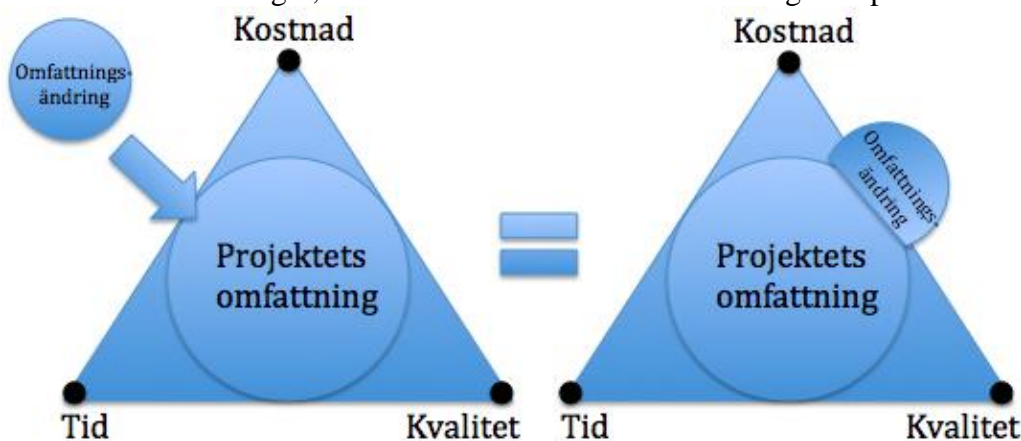 Kostnad
Kostnad
Omfattnings-
ändring
Omfattnings-
ändring
Projektets
omfattning
Projektets
omfattning
Tid
Kvalitet
Tid
Kvalitet